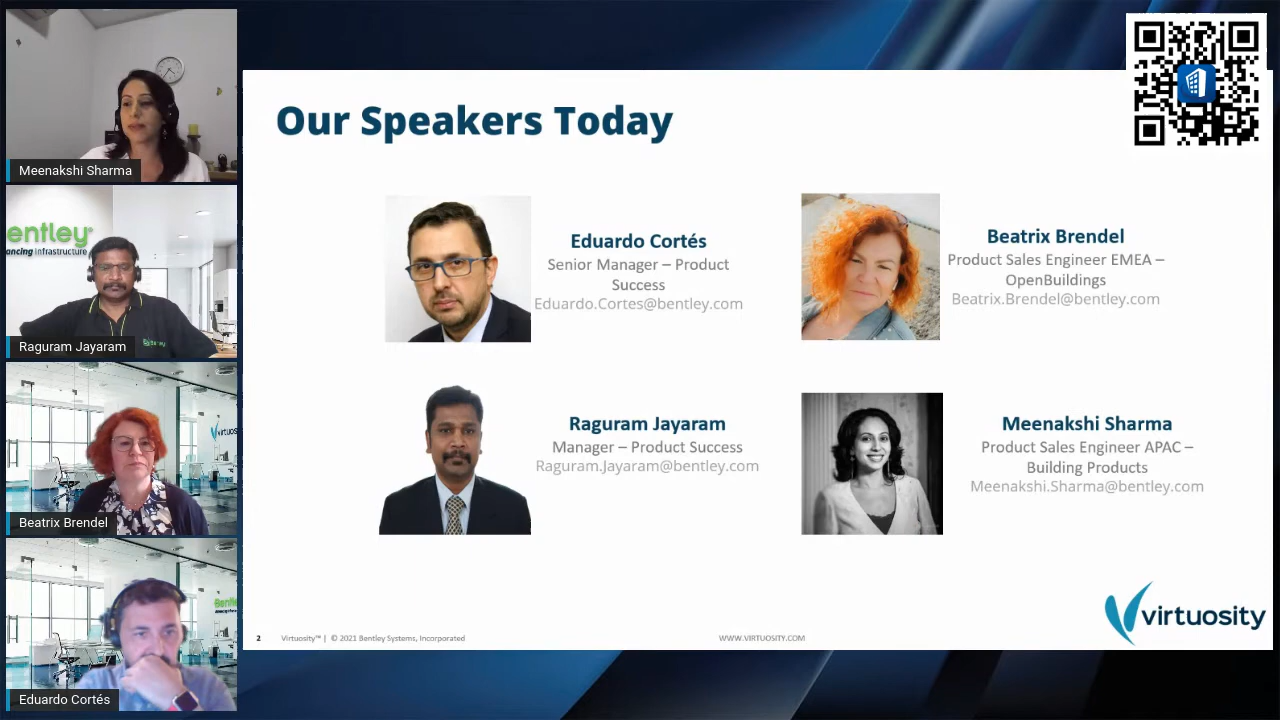 Meenakshi Sharma
entley®
ancing infrastructure
Raguram Jayaram
Beatrix Brendel
Eduardo Cortés
Our Speakers Today
Eduardo Cortés
Senior Manager – Product
Success
Eduardo.Cortes@bentley.com
Beatrix Brendel
Product Sales Engineer EMEA –
OpenBuildings
Beatrix.Brendel@bentley.com
Raguram Jayaram
Manager – Product Success
Raguram.Jayaram@bentley.com
Meenakshi Sharma
Product Sales Engineer APAC –
Building Products
Meenakshi.Sharma@bentley.com
2
Virtuosity™ | © 2021 Bentley Systems, Incorporated
WWW.VIRTUOSITY.COM
virtuosity